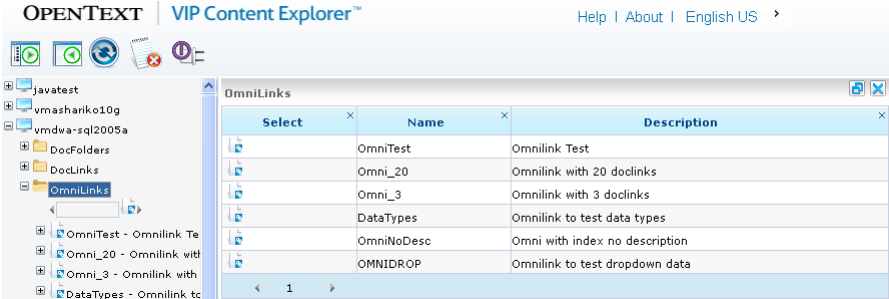 OPENTEXT | VIP Content Explorer™
Help | About | English US
javatest
vmashariko10g
vmdwa-sql2005a
DocFolders
DocLinks
OmniLinks
OmniTest - Omnilink Te
Omni_20 - Omnilink with
Omni_3 - Omnilink with
DataTypes - Omnilink to
OmniLinks
Select Name Description
OmniTest Omnilink Test
Omni_20 Omnilink with 20 doclinks
Omni_3 Omnilink with 3 doclinks
DataTypes Omnilink to test data types
OmniNoDesc Omni with index no description
OMNIDROP Omnilink to test dropdown data
1